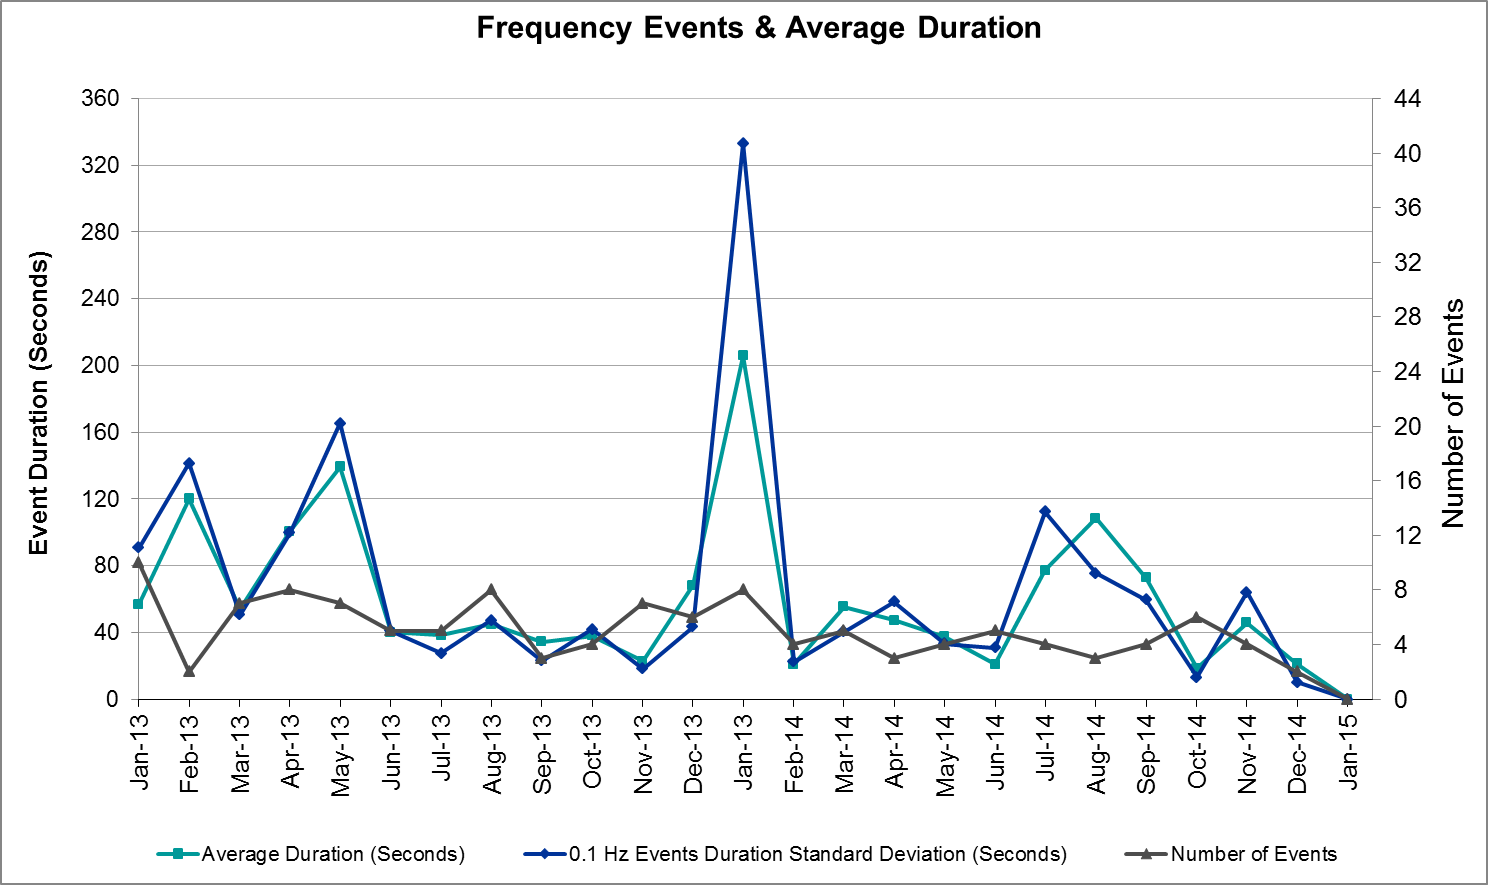 Frequency Events & Average Duration
Event Duration (Seconds)
360
320
280
240
200
160
120
80
40
0
44
40
36
32
28
24
20
16
12
8
4
0
Number of Events
Jan-13
Feb-13
Mar-13
Apr-13
May-13
Jun-13
Jul-13
Aug-13
Sep-13
Oct-13
Nov-13
Dec-13
Jan-13
Feb-14
Mar-14
Apr-14
May-14
Jun-14
Jul-14
Aug-14
Sep-14
Oct-14
Nov-14
Dec-14
Jan-15
Average Duration (Seconds) 0.1 Hz Events Duration Standard Deviation (Seconds) Number of Events